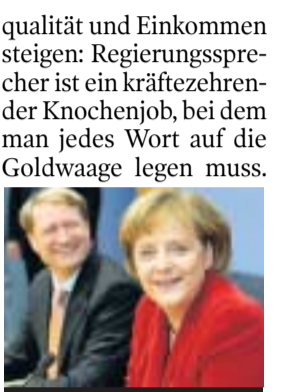 qualität und Einkommen
steigen: Regierungsspre-
cher ist ein kräftezehren-
der Knochenjob, bei dem
man jedes Wort auf die
Goldwaage legen muss.